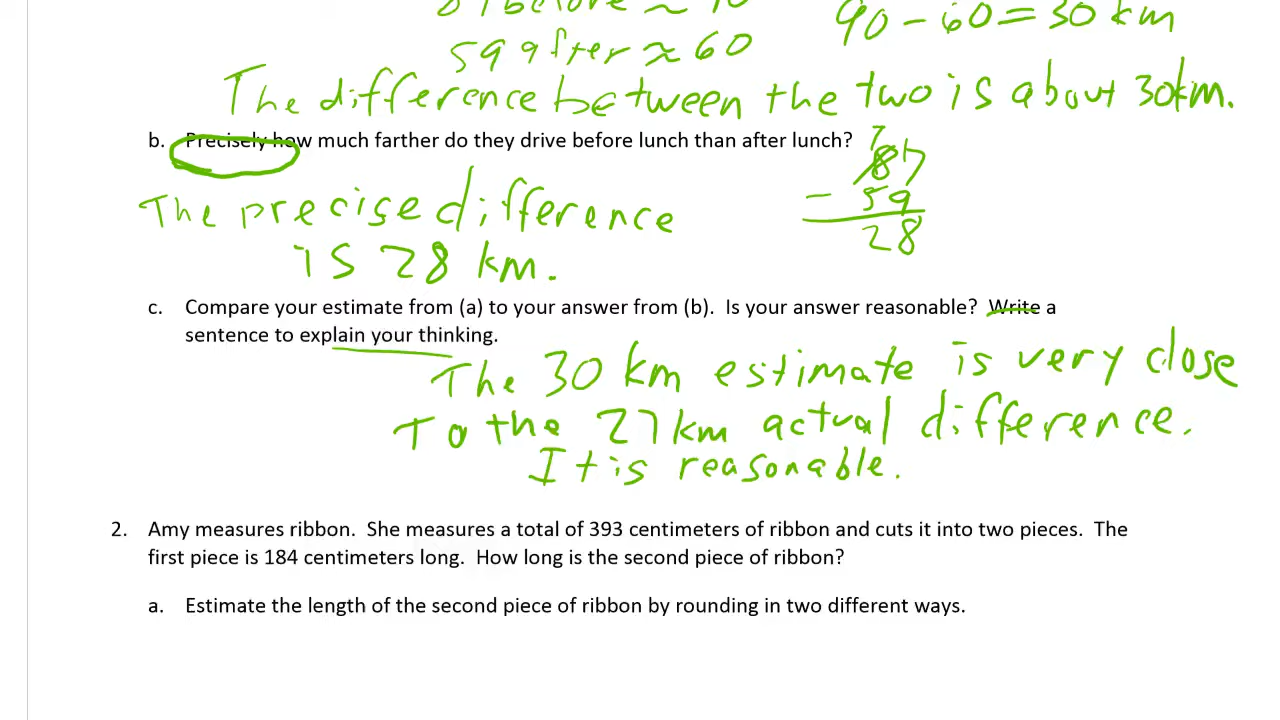 87 before ≈ 90
90 - 60 = 30 km
59 after ≈ 60
The difference between the two is about 30km.
b. Precisely how much farther do they drive before lunch than after lunch?
7
87
- 59
28
The precise difference
is 28 km.
c. Compare your estimate from (a) to your answer from (b). Is your answer reasonable? Write a
sentence to explain your thinking.
The 30 km estimate is very close
To the 27km actual difference.
It is reasonable.
2. Amy measures ribbon. She measures a total of 393 centimeters of ribbon and cuts it into two pieces. The
first piece is 184 centimeters long. How long is the second piece of ribbon?
a. Estimate the length of the second piece of ribbon by rounding in two different ways.